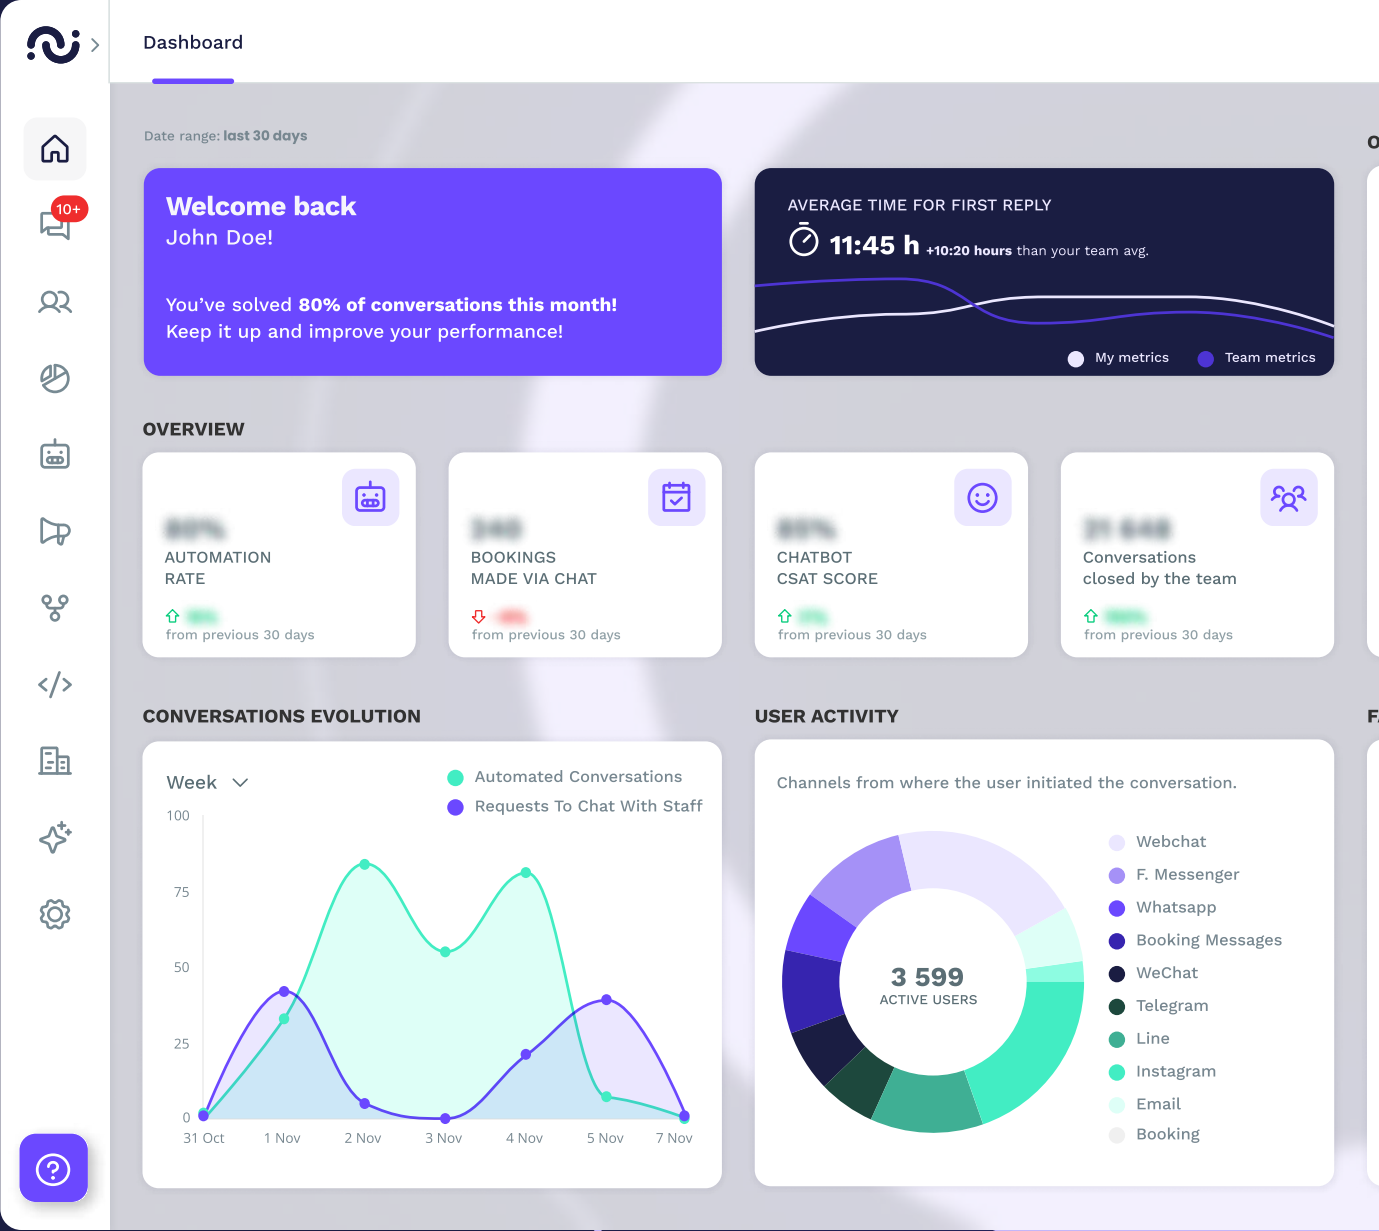 Dashboard
10+
Date range: last 30 days
Welcome back
John Doe!
You’ve solved 80% of conversations this month!
Keep it up and improve your performance!
AVERAGE TIME FOR FIRST REPLY
11:45 h +10:20 hours than your team avg.
My metrics
Team metrics
OVERVIEW
AUTOMATION
RATE
from previous 30 days
BOOKINGS
MADE VIA CHAT
from previous 30 days
CHATBOT
CSAT SCORE
from previous 30 days
Conversations
closed by the team
from previous 30 days
CONVERSATIONS EVOLUTION
Week
Automated Conversations
Requests To Chat With Staff
100
75
50
25
0
31 Oct
1 Nov
2 Nov
3 Nov
4 Nov
5 Nov
7 Nov
USER ACTIVITY
Channels from where the user initiated the conversation.
3 599
ACTIVE USERS
Webchat
F. Messenger
Whatsapp
Booking Messages
WeChat
Telegram
Line
Instagram
Email
Booking